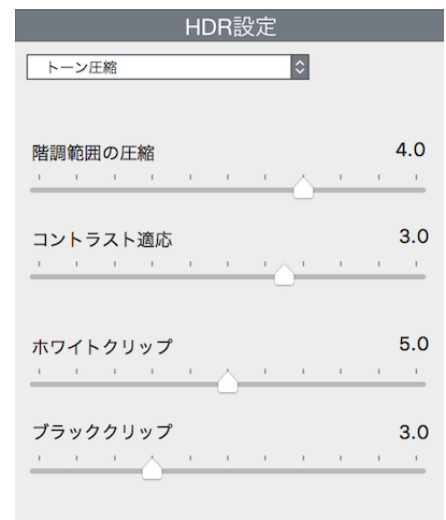 HDR設定
トーン圧縮
階調範囲の圧縮 4.0
コントラスト適応 3.0
ホワイトクリップ 5.0
ブラッククリップ 3.0